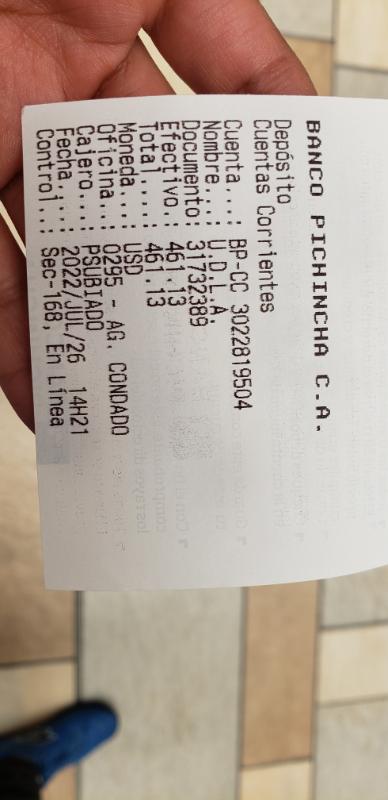 BANCO PICHINCHA C.A.
Depósito
Cuentas Corrientes
Cuenta...: BP-CC 3022819504
Nombre...: U.D.L.A.
Documento: 31732389
Efectivo.: 461.13
Total....: 461.13
Moneda...: USD
Oficina..: 0295 - AG. CONDADO
Cajero...: PSUBIADO
Fecha....: 2022/JUL/26 14H21
Control..: Sec-168, En Línea